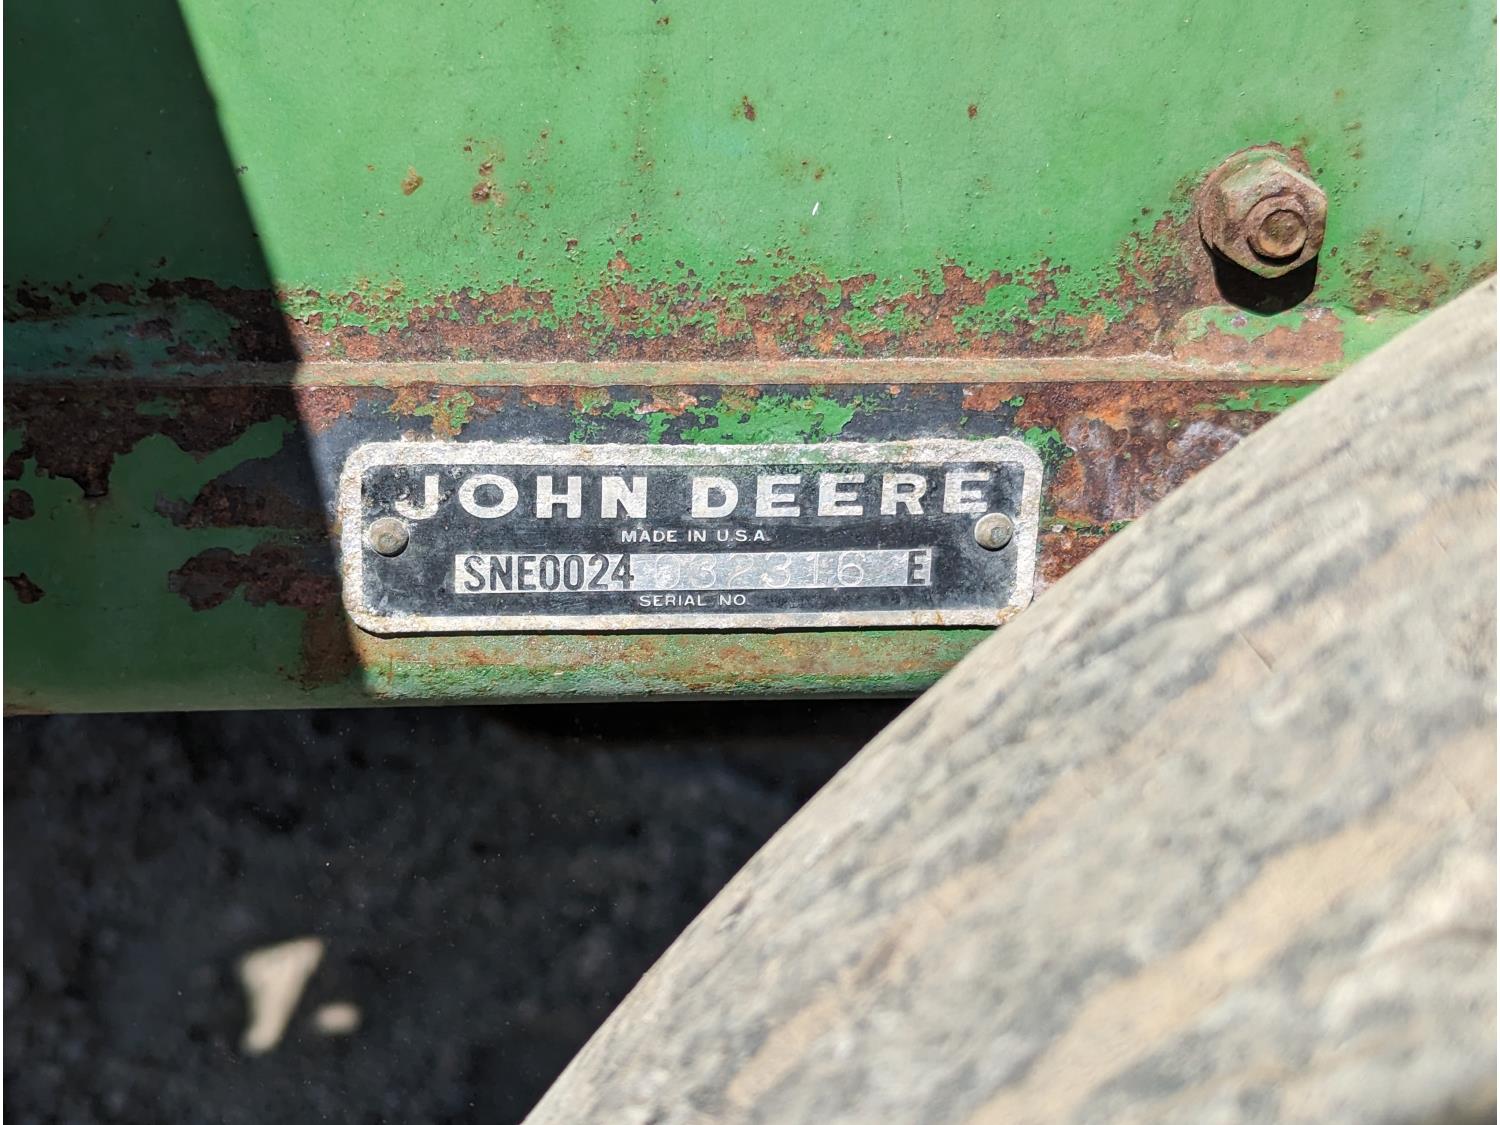 JOHN DEERE
MADE IN U.S.A.
SNE0024 032316 E
SERIAL NO.